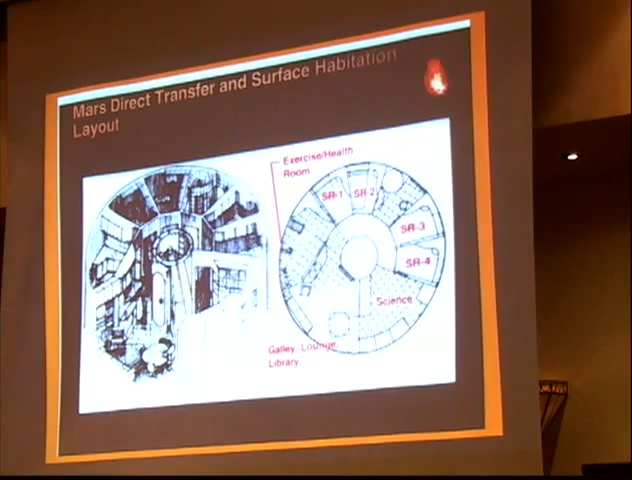 Mars Direct Transfer and Surface Habitation
Layout
Exercise/Health
Room
SR-1
SR-2
SR-3
SR-4
Science
Galley, Lounge,
Library